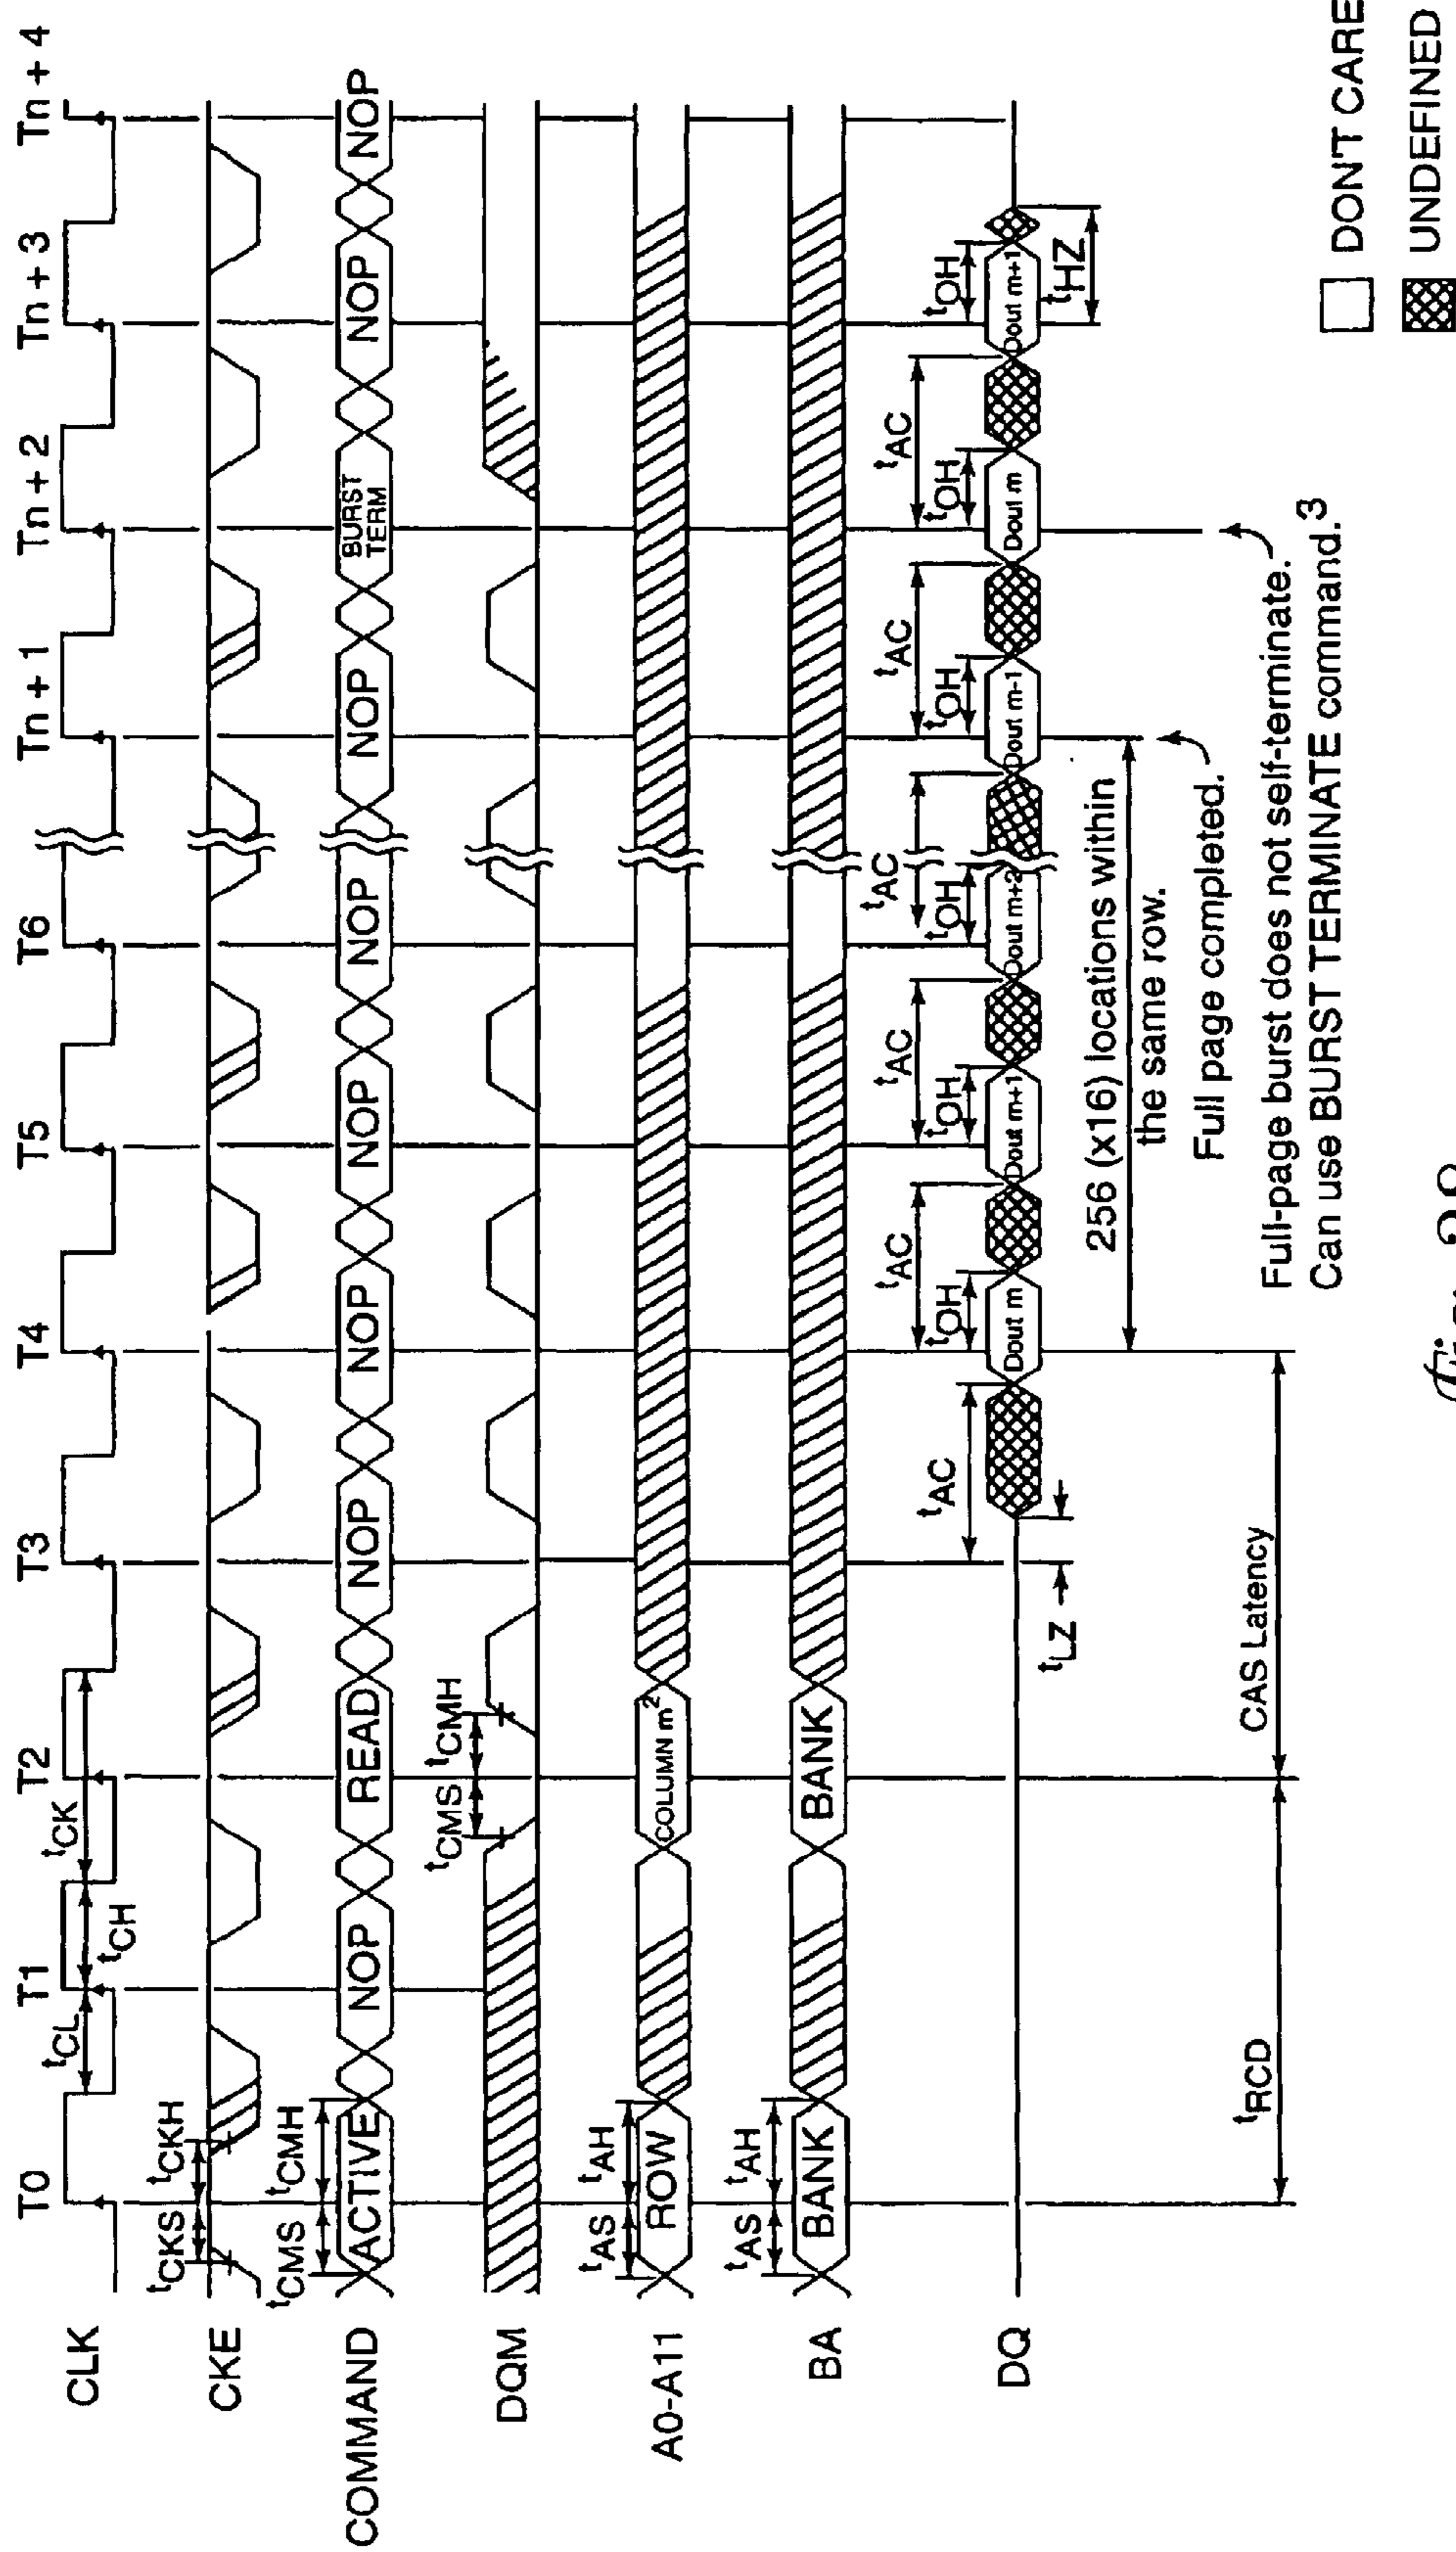 T0 T1 T2 T3 T4 T5 T6 Tn + 1 Tn + 2 Tn + 3 Tn + 4
CLK
tCL tCH tCK
CKE
tCKS tCKH
COMMAND
tCMS tCMH
ACTIVE NOP READ NOP NOP NOP NOP NOP BURST TERM NOP NOP
DQM
tCMS tCMH
A0-A11
tAS tAH
ROW COLUMN m2
BA
tAS tAH
BANK BANK
tAC tAC tAC tAC tAC tAC
tOH tOH tOH tOH tOH tOH
DQ
Dout m Dout m+1 Dout m+2 Dout m-1 Dout m Dout m+1
tLZ
tHZ
256 (x16) locations within
the same row.
Full page completed.
tRCD CAS Latency
Full-page burst does not self-terminate.
Can use BURST TERMINATE command. 3
DON'T CARE
UNDEFINED